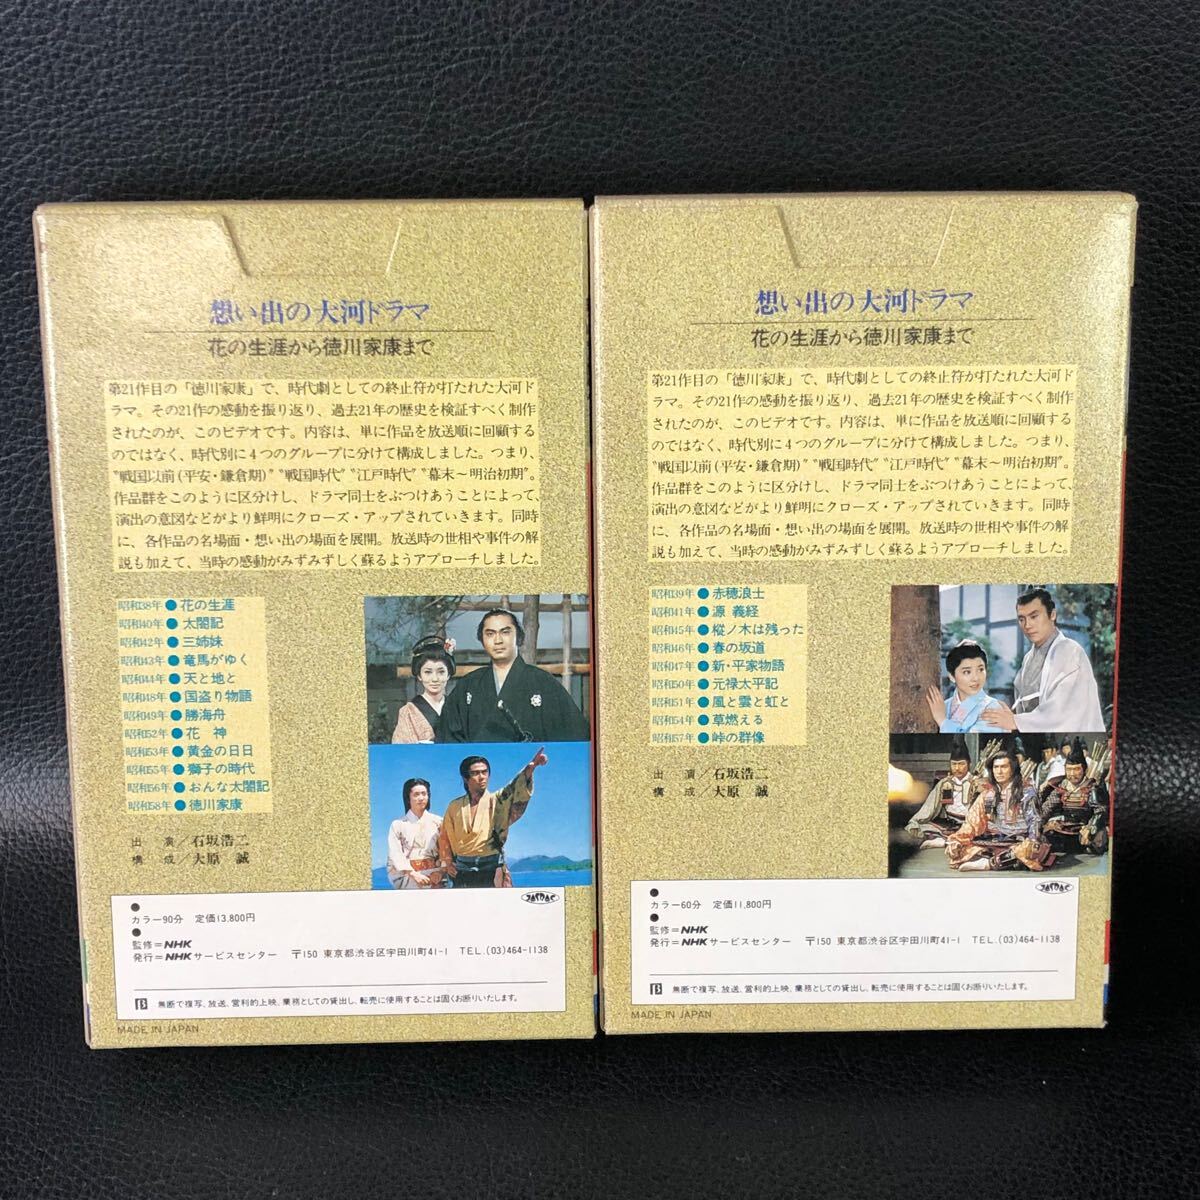 想い出の大河ドラマ
花の生涯から徳川家康まで
第21作目の「徳川家康」で、時代劇としての終止符が打たれた大河ド
ラマ。その21作の感動を振り返り、過去21年の歴史を検証すべく制作
されたのが、このビデオです。内容は、単に作品を放送順に回顧する
のではなく、時代別に4つのグループに分けて構成しました。つまり、
"戦国以前(平安・鎌倉期)""戦国時代""江戸時代""幕末～明治初期"。
作品群をこのように区分けし、ドラマ同士をぶつけあうことによって、
演出の意図などがより鮮明にクローズ・アップされていきます。同時
に、各作品の名場面・想い出の場面を展開。放送時の世相や事件の解
説も加えて、当時の感動がみずみずしく蘇るようアプローチしました。
昭和38年●花の生涯
昭和40年●太閤記
昭和42年●三姉妹
昭和43年●竜馬がゆく
昭和44年●天と地と
昭和48年●国盗り物語
昭和49年●勝海舟
昭和52年●花 神
昭和53年●黄金の日日
昭和55年●獅子の時代
昭和56年●おんな太閤記
昭和58年●徳川家康
出 演／石坂浩二
構 成／大原 誠
●
カラー90分 定価13,800円
●
監修＝NHK
発行＝NHKサービスセンター 〒150 東京都渋谷区宇田川町41-1 TEL.(03)464-1138
β 無断で複写、放送、営利的上映、業務としての貸出し、転売に使用することは固くお断りいたします。
MADE IN JAPAN
想い出の大河ドラマ
花の生涯から徳川家康まで
第21作目の「徳川家康」で、時代劇としての終止符が打たれた大河ド
ラマ。その21作の感動を振り返り、過去21年の歴史を検証すべく制作
されたのが、このビデオです。内容は、単に作品を放送順に回顧する
のではなく、時代別に4つのグループに分けて構成しました。つまり、
"戦国以前(平安・鎌倉期)""戦国時代""江戸時代""幕末～明治初期"。
作品群をこのように区分けし、ドラマ同士をぶつけあうことによって、
演出の意図などがより鮮明にクローズ・アップされていきます。同時
に、各作品の名場面・想い出の場面を展開。放送時の世相や事件の解
説も加えて、当時の感動がみずみずしく蘇るようアプローチしました。
昭和39年●赤穂浪士
昭和41年●源 義経
昭和45年●樅ノ木は残った
昭和46年●春の坂道
昭和47年●新・平家物語
昭和50年●元禄太平記
昭和51年●風と雲と虹と
昭和54年●草燃える
昭和57年●峠の群像
出 演／石坂浩二
構 成／大原 誠
●
カラー60分 定価11,800円
●
監修＝NHK
発行＝NHKサービスセンター 〒150 東京都渋谷区宇田川町41-1 TEL.(03)464-1138
β 無断で複写、放送、営利的上映、業務としての貸出し、転売に使用することは固くお断りいたします。
MADE IN JAPAN